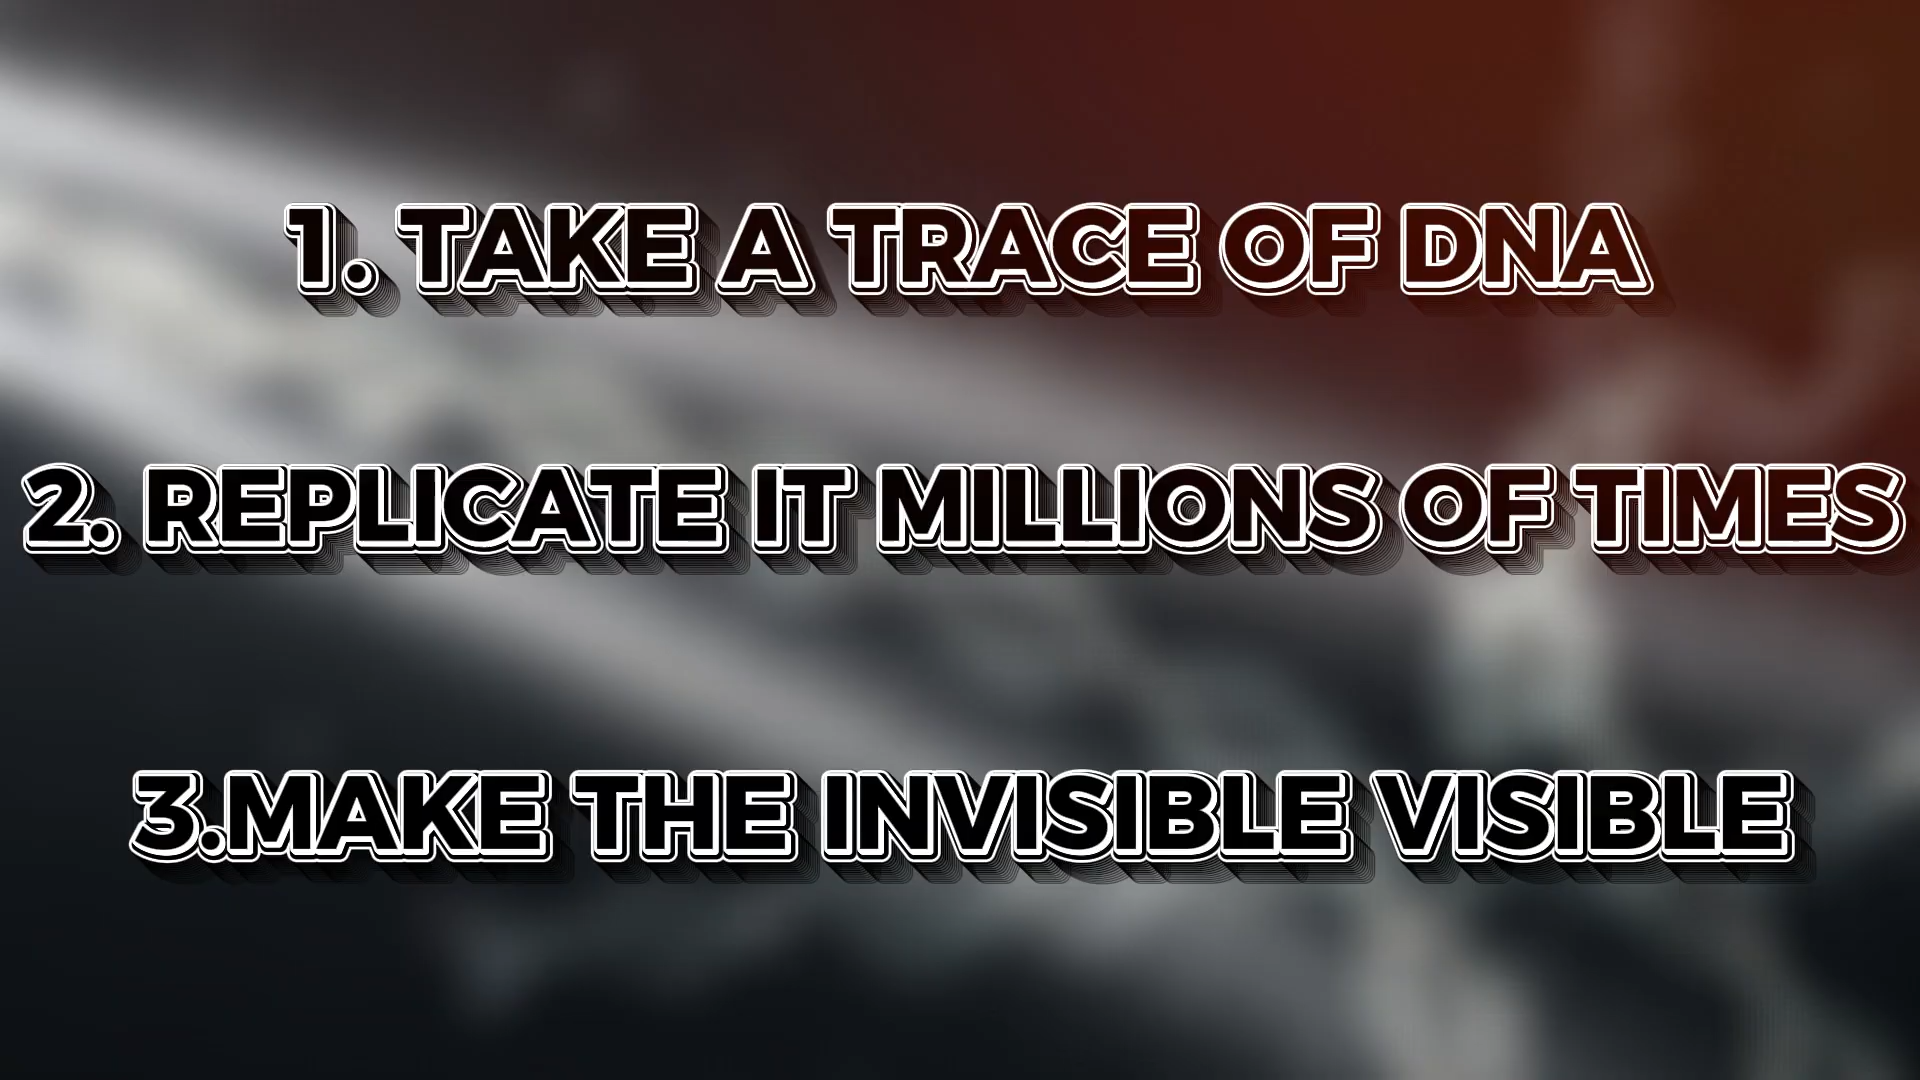 1. TAKE A TRACE OF DNA
2. REPLICATE IT MILLIONS OF TIMES
3.MAKE THE INVISIBLE VISIBLE